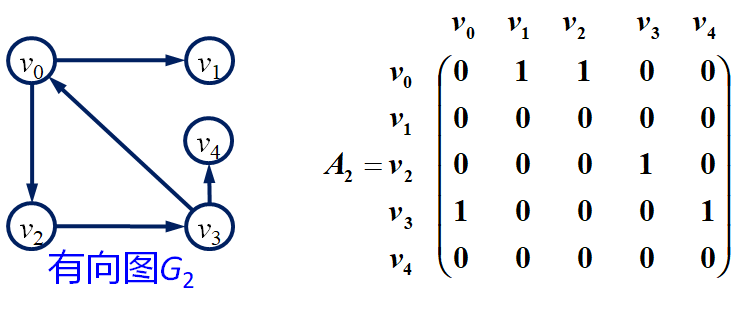 v0 v1
v4
v2 v3
有向图G2
v0 v1 v2 v3 v4
v0 0 1 1 0 0
v1 0 0 0 0 0
A2 = v2 0 0 0 1 0
v3 1 0 0 0 1
v4 0 0 0 0 0